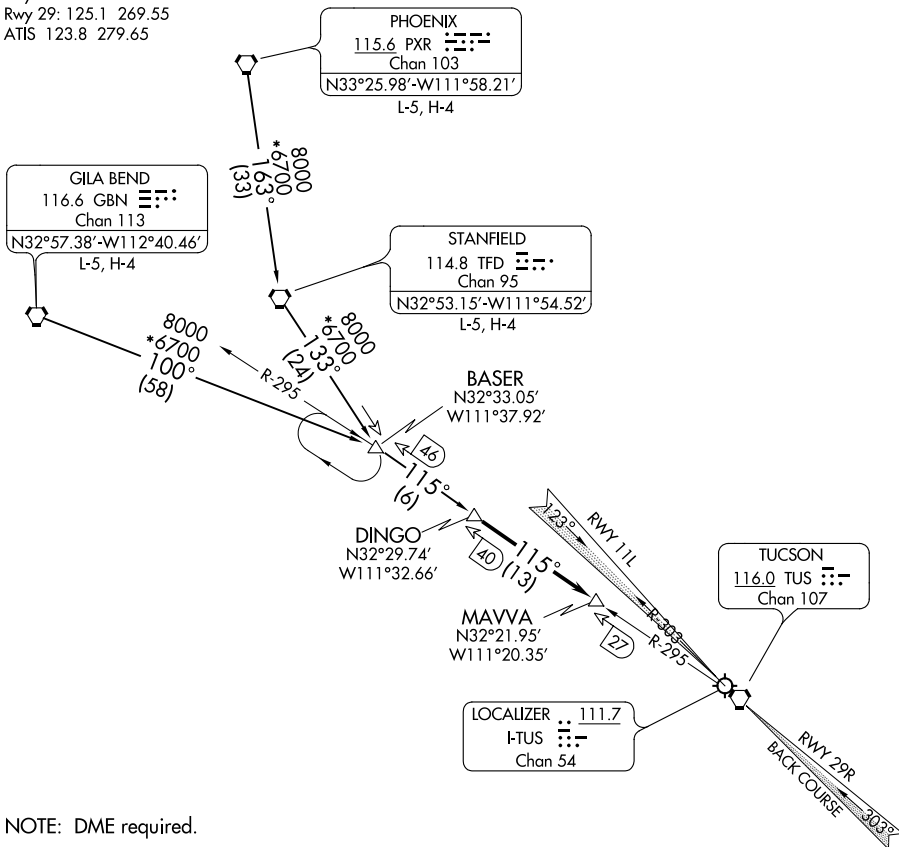 Rwy 29: 125.1 269.55
ATIS 123.8 279.65
PHOENIX
115.6 PXR
Chan 103
N33°25.98'-W111°58.21'
L-5, H-4
8000
*6700
163°
(33)
GILA BEND
116.6 GBN
Chan 113
N32°57.38'-W112°40.46'
L-5, H-4
STANFIELD
114.8 TFD
Chan 95
N32°53.15'-W111°54.52'
L-5, H-4
8000
*6700
100°
(58)
8000
*6700
133°
(24)
R-295
BASER
N32°33.05'
W111°37.92'
46
115°
(6)
DINGO
N32°29.74'
W111°32.66'
40
115°
(13)
123°
RWY 11L
MAVVA
N32°21.95'
W111°20.35'
27
R-303
R-295
TUCSON
116.0 TUS
Chan 107
LOCALIZER 111.7
I-TUS
Chan 54
RWY 29R
BACK COURSE
303°
NOTE: DME required.